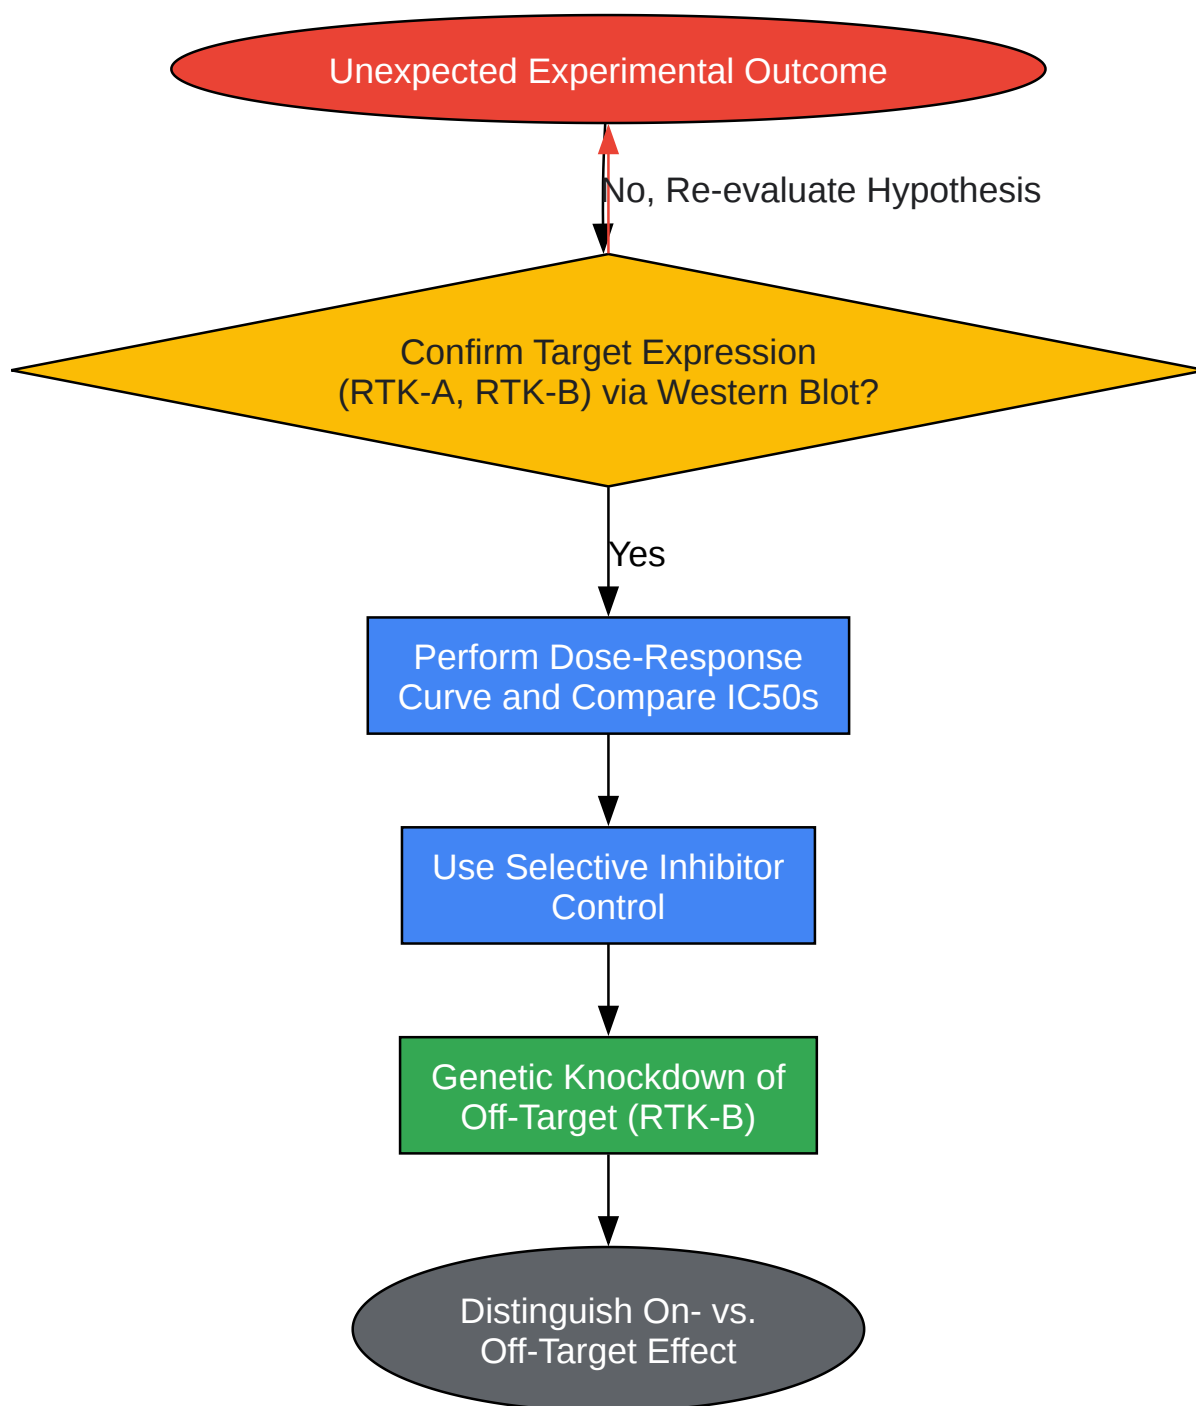 Unexpected Experimental Outcome
No, Re-evaluate Hypothesis
Confirm Target Expression
(RTK-A, RTK-B) via Western Blot?
Yes
Perform Dose-Response
Curve and Compare IC50s
Use Selective Inhibitor
Control
Genetic Knockdown of
Off-Target (RTK-B)
Distinguish On- vs.
Off-Target Effect